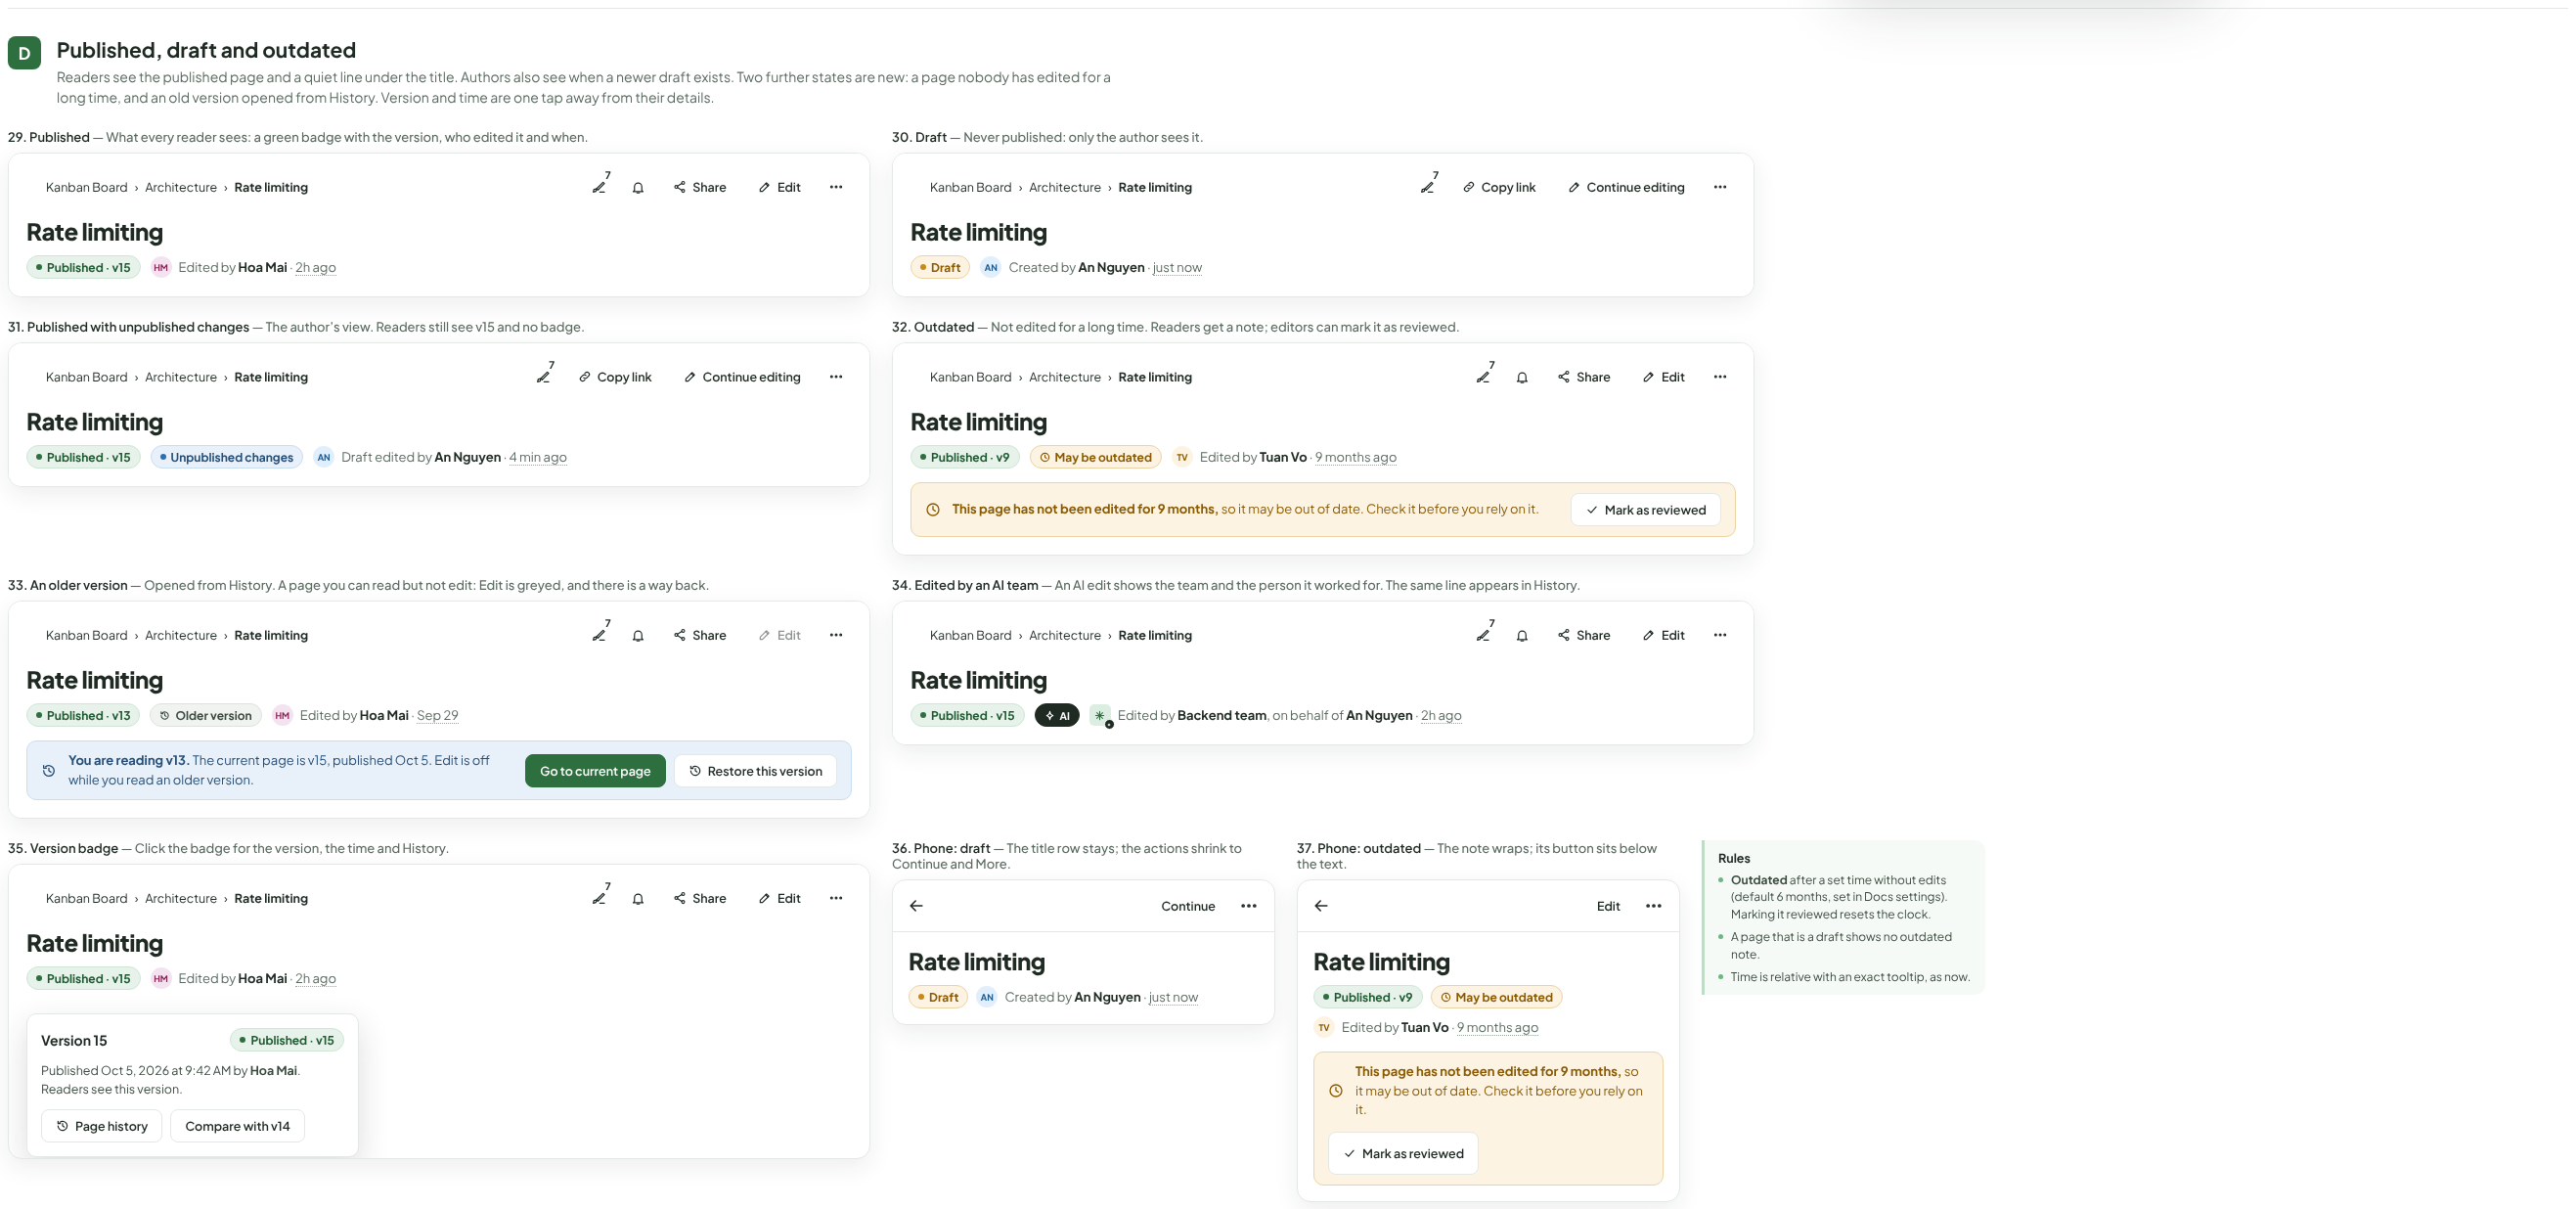 D
Published, draft and outdated
Readers see the published page and a quiet line under the title. Authors also see when a newer draft exists. Two further states are new: a page nobody has edited for a
long time, and an old version opened from History. Version and time are one tap away from their details.
29. Published — What every reader sees: a green badge with the version, who edited it and when.
Kanban Board › Architecture › Rate limiting
7
Share
Edit
Rate limiting
Published · v15
HM
Edited by Hoa Mai · 2h ago
30. Draft — Never published: only the author sees it.
Kanban Board › Architecture › Rate limiting
7
Copy link
Continue editing
Rate limiting
Draft
AN
Created by An Nguyen · just now
31. Published with unpublished changes — The author's view. Readers still see v15 and no badge.
Kanban Board › Architecture › Rate limiting
7
Copy link
Continue editing
Rate limiting
Published · v15
Unpublished changes
AN
Draft edited by An Nguyen · 4 min ago
32. Outdated — Not edited for a long time. Readers get a note; editors can mark it as reviewed.
Kanban Board › Architecture › Rate limiting
7
Share
Edit
Rate limiting
Published · v9
May be outdated
TV
Edited by Tuan Vo · 9 months ago
This page has not been edited for 9 months, so it may be out of date. Check it before you rely on it.
Mark as reviewed
33. An older version — Opened from History. A page you can read but not edit: Edit is greyed, and there is a way back.
Kanban Board › Architecture › Rate limiting
7
Share
Edit
Rate limiting
Published · v13
Older version
HM
Edited by Hoa Mai · Sep 29
You are reading v13. The current page is v15, published Oct 5. Edit is off
while you read an older version.
Go to current page
Restore this version
34. Edited by an AI team — An AI edit shows the team and the person it worked for. The same line appears in History.
Kanban Board › Architecture › Rate limiting
7
Share
Edit
Rate limiting
Published · v15
AI
Edited by Backend team, on behalf of An Nguyen · 2h ago
35. Version badge — Click the badge for the version, the time and History.
Kanban Board › Architecture › Rate limiting
7
Share
Edit
Rate limiting
Published · v15
HM
Edited by Hoa Mai · 2h ago
Version 15
Published · v15
Published Oct 5, 2026 at 9:42 AM by Hoa Mai.
Readers see this version.
Page history
Compare with v14
36. Phone: draft — The title row stays; the actions shrink to
Continue and More.
Continue
Rate limiting
Draft
AN
Created by An Nguyen · just now
37. Phone: outdated — The note wraps; its button sits below
the text.
Edit
Rate limiting
Published · v9
May be outdated
TV
Edited by Tuan Vo · 9 months ago
This page has not been edited for 9 months, so
it may be out of date. Check it before you rely on
it.
Mark as reviewed
Rules
Outdated after a set time without edits
(default 6 months, set in Docs settings).
Marking it reviewed resets the clock.
A page that is a draft shows no outdated
note.
Time is relative with an exact tooltip, as now.